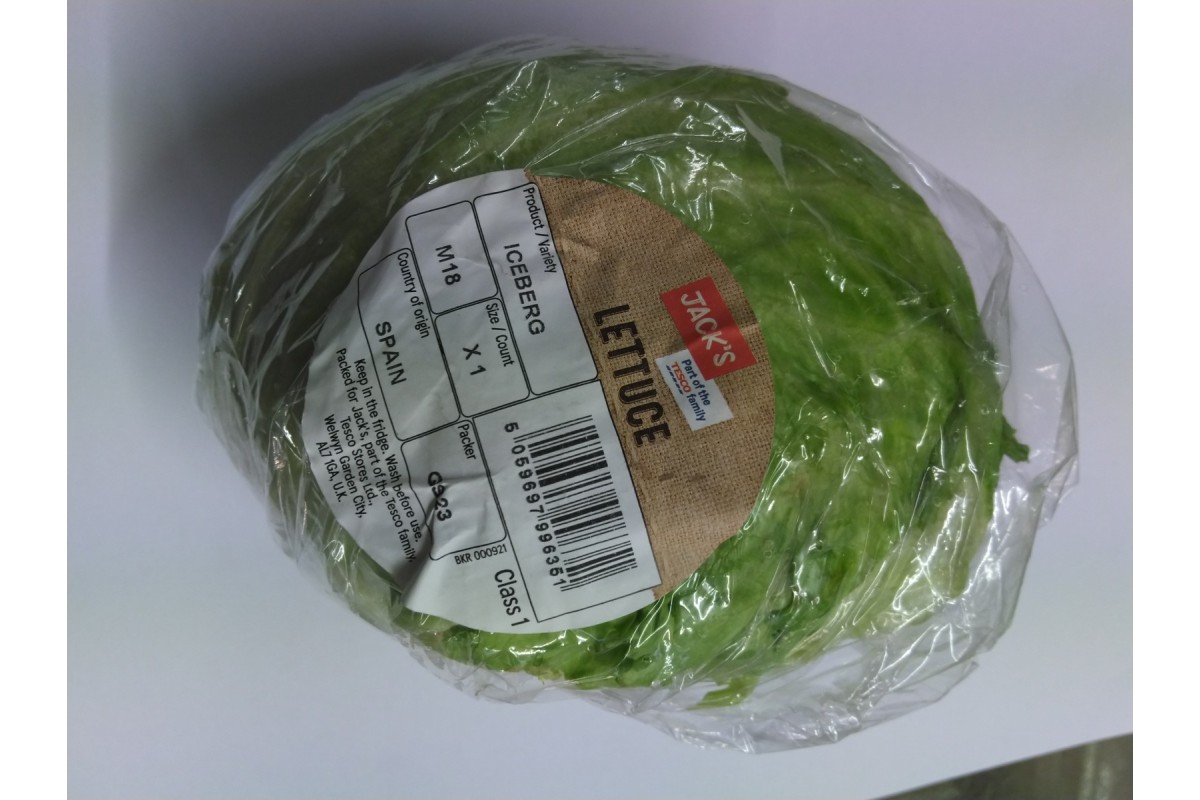 JACK'S
Part of the
TESCO family
LETTUCE
Product / Variety
ICEBERG
Size / Count
M18
X 1
Country of origin
SPAIN
Packer
G923
5 059697 996351
BKR 000921
Class 1
Keep in the fridge. Wash before use.
Packed for Jack's, part of the Tesco family,
Tesco Stores Ltd.,
Welwyn Garden City,
AL7 1GA, U.K.